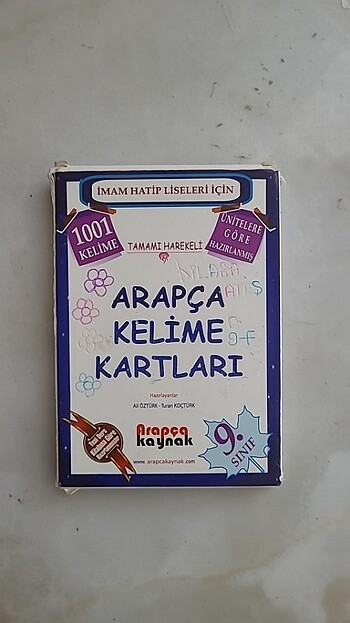 İMAM HATİP LİSELERİ İÇİN
1001
KELİME
ÜNİTELERE
GÖRE
HAZIRLANMIŞ
TAMAMI HAREKELİ
ARAPÇA
KELİME
KARTLARI
9-F
Hazırlayanlar
Ali ÖZTÜRK - Turan KOÇTÜRK
Arapça
kaynak
www.arapcakaynak.com
9.
SINIF